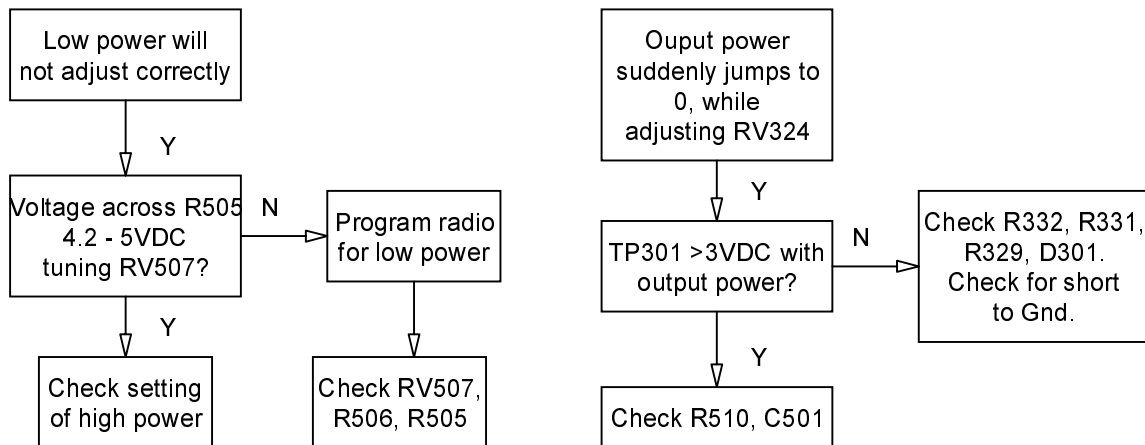 Low power will
not adjust correctly
Y
Voltage across R505
4.2 - 5VDC
tuning RV507?
N
Program radio
for low power
Y
Check setting
of high power
Check RV507,
R506, R505
Ouput power
suddenly jumps to
0, while
adjusting RV324
Y
TP301 >3VDC with
output power?
N
Check R332, R331,
R329, D301.
Check for short
to Gnd.
Y
Check R510, C501